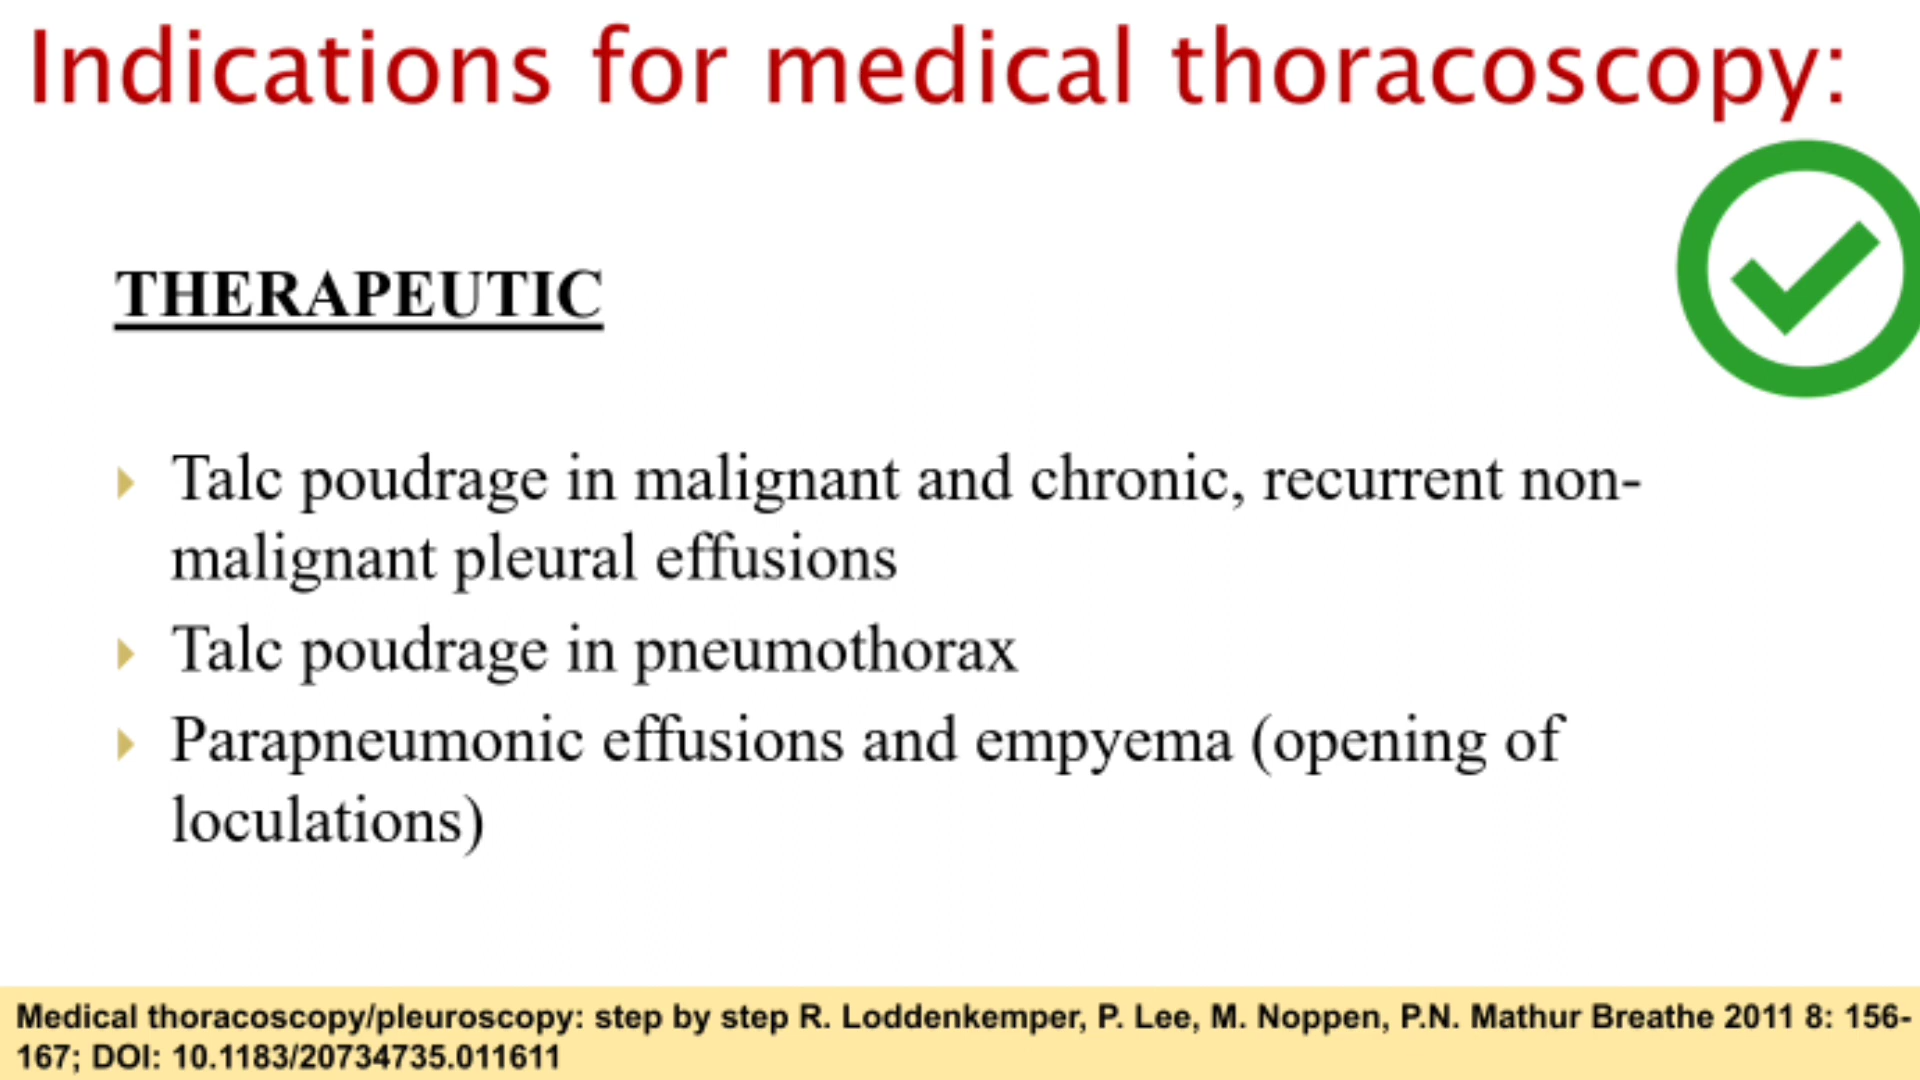 Indications for medical thoracoscopy:
THERAPEUTIC
Talc poudrage in malignant and chronic, recurrent non-
malignant pleural effusions
Talc poudrage in pneumothorax
Parapneumonic effusions and empyema (opening of
loculations)
Medical thoracoscopy/pleuroscopy: step by step R. Loddenkemper, P. Lee, M. Noppen, P.N. Mathur Breathe 2011 8: 156-
167; DOI: 10.1183/20734735.011611